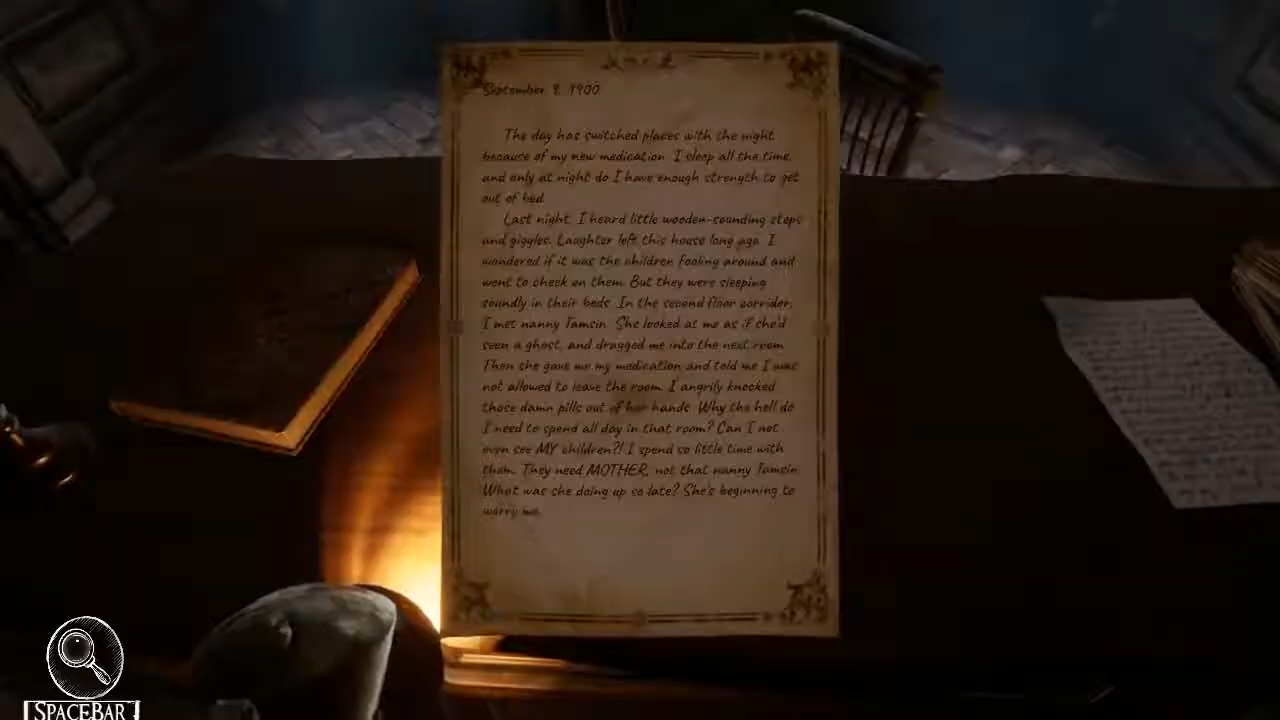 September 8, 1900
The day has switched places with the night
because of my new medication. I sleep all the time,
and only at night do I have enough strength to get
out of bed.
Last night, I heard little wooden-sounding steps
and giggles. Laughter left this house long ago. I
wondered if it was the children fooling around and
went to check on them. But they were sleeping
soundly in their beds. In the second floor corridor,
I met nanny Tamsin. She looked at me as if she'd
seen a ghost, and dragged me into the next room.
Then she gave me my medication and told me I was
not allowed to leave the room. I angrily knocked
those damn pills out of her hands. Why the hell do
I need to spend all day in that room? Can I not
even see MY children?! I spend so little time with
them. They need MOTHER, not that nanny Tamsin.
What was she doing up so late? She's beginning to
worry me.
SPACEBAR